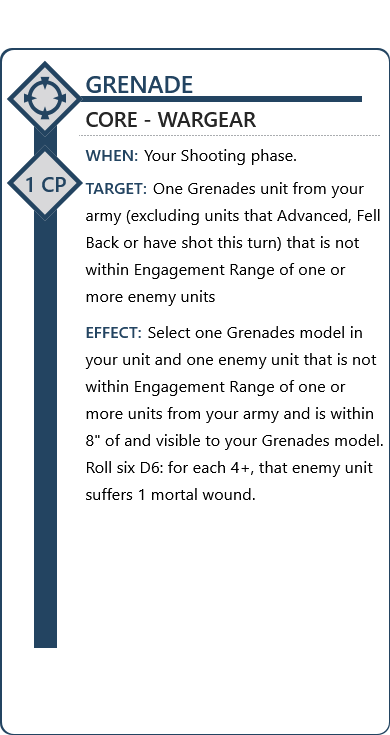 GRENADE
CORE - WARGEAR
WHEN: Your Shooting phase.
1 CP
TARGET: One Grenades unit from your
army (excluding units that Advanced, Fell
Back or have shot this turn) that is not
within Engagement Range of one or
more enemy units
EFFECT: Select one Grenades model in
your unit and one enemy unit that is not
within Engagement Range of one or
more units from your army and is within
8" of and visible to your Grenades model.
Roll six D6: for each 4+, that enemy unit
suffers 1 mortal wound.